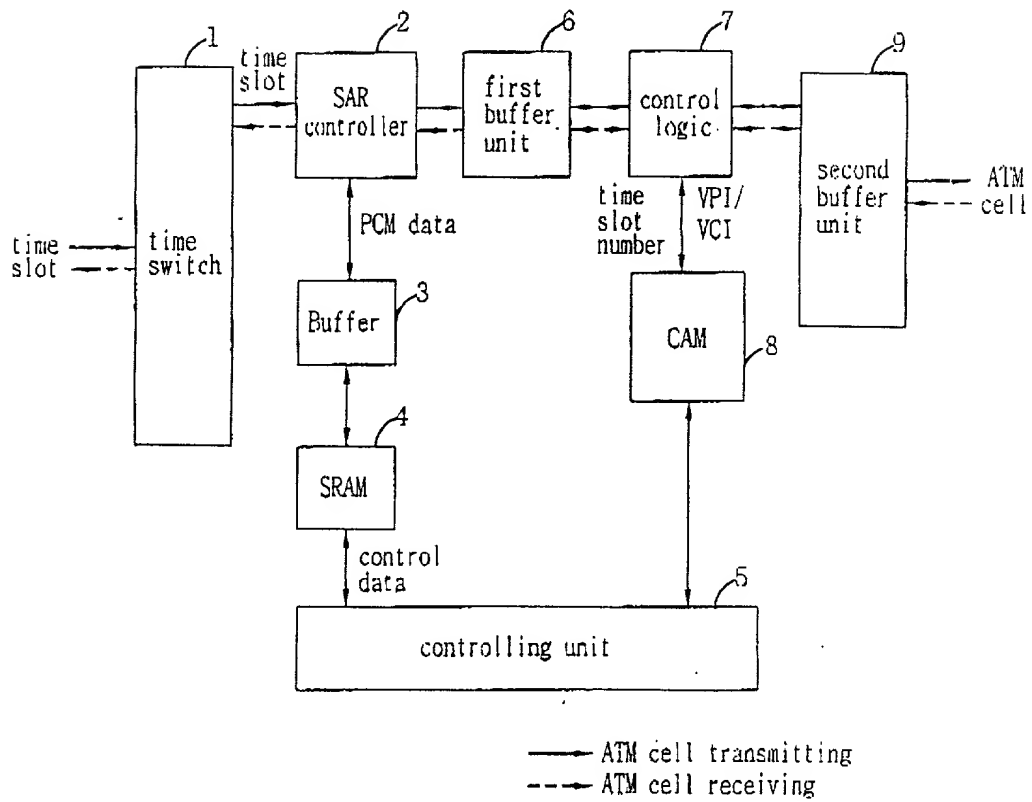 1
2
6
7
9
time
slot
SAR
controller
first
buffer
unit
control
logic
second
buffer
unit
ATM
cell
time
slot
time
switch
PCM data
time
slot
number
VPI/
VCI
Buffer
3
CAM
8
4
SRAM
control
data
5
controlling unit
ATM cell transmitting
ATM cell receiving